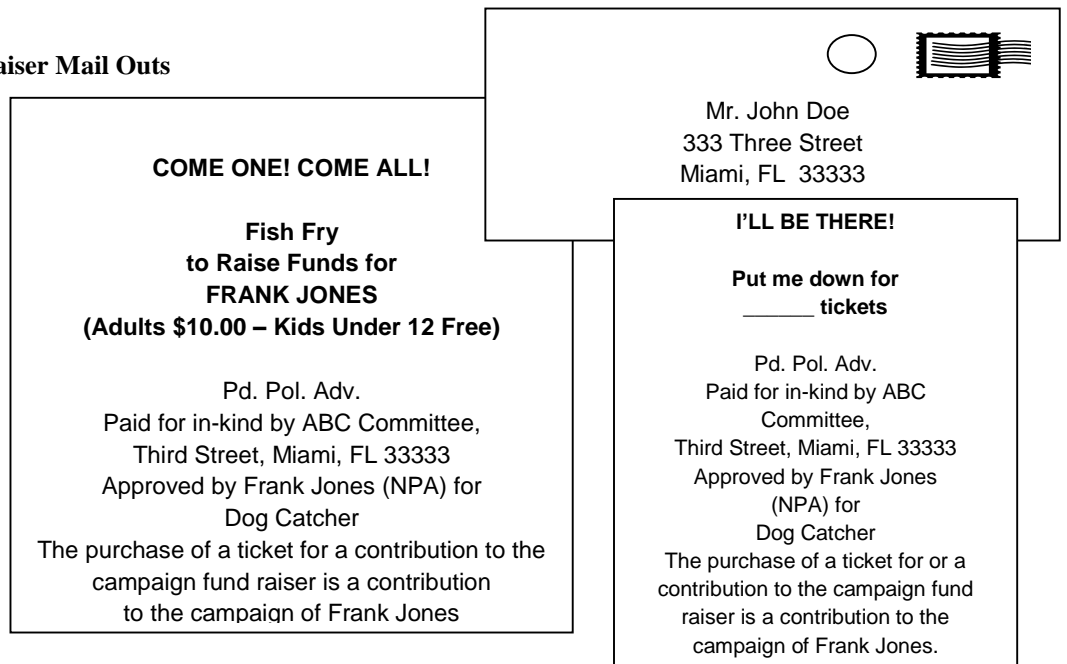 aiser Mail Outs
COME ONE! COME ALL!
Fish Fry
to Raise Funds for
FRANK JONES
(Adults $10.00 – Kids Under 12 Free)
Pd. Pol. Adv.
Paid for in-kind by ABC Committee,
Third Street, Miami, FL 33333
Approved by Frank Jones (NPA) for
Dog Catcher
The purchase of a ticket for a contribution to the
campaign fund raiser is a contribution
to the campaign of Frank Jones
Mr. John Doe
333 Three Street
Miami, FL 33333
I’LL BE THERE!
Put me down for
______ tickets
Pd. Pol. Adv.
Paid for in-kind by ABC
Committee,
Third Street, Miami, FL 33333
Approved by Frank Jones
(NPA) for
Dog Catcher
The purchase of a ticket for or a
contribution to the campaign fund
raiser is a contribution to the
campaign of Frank Jones.